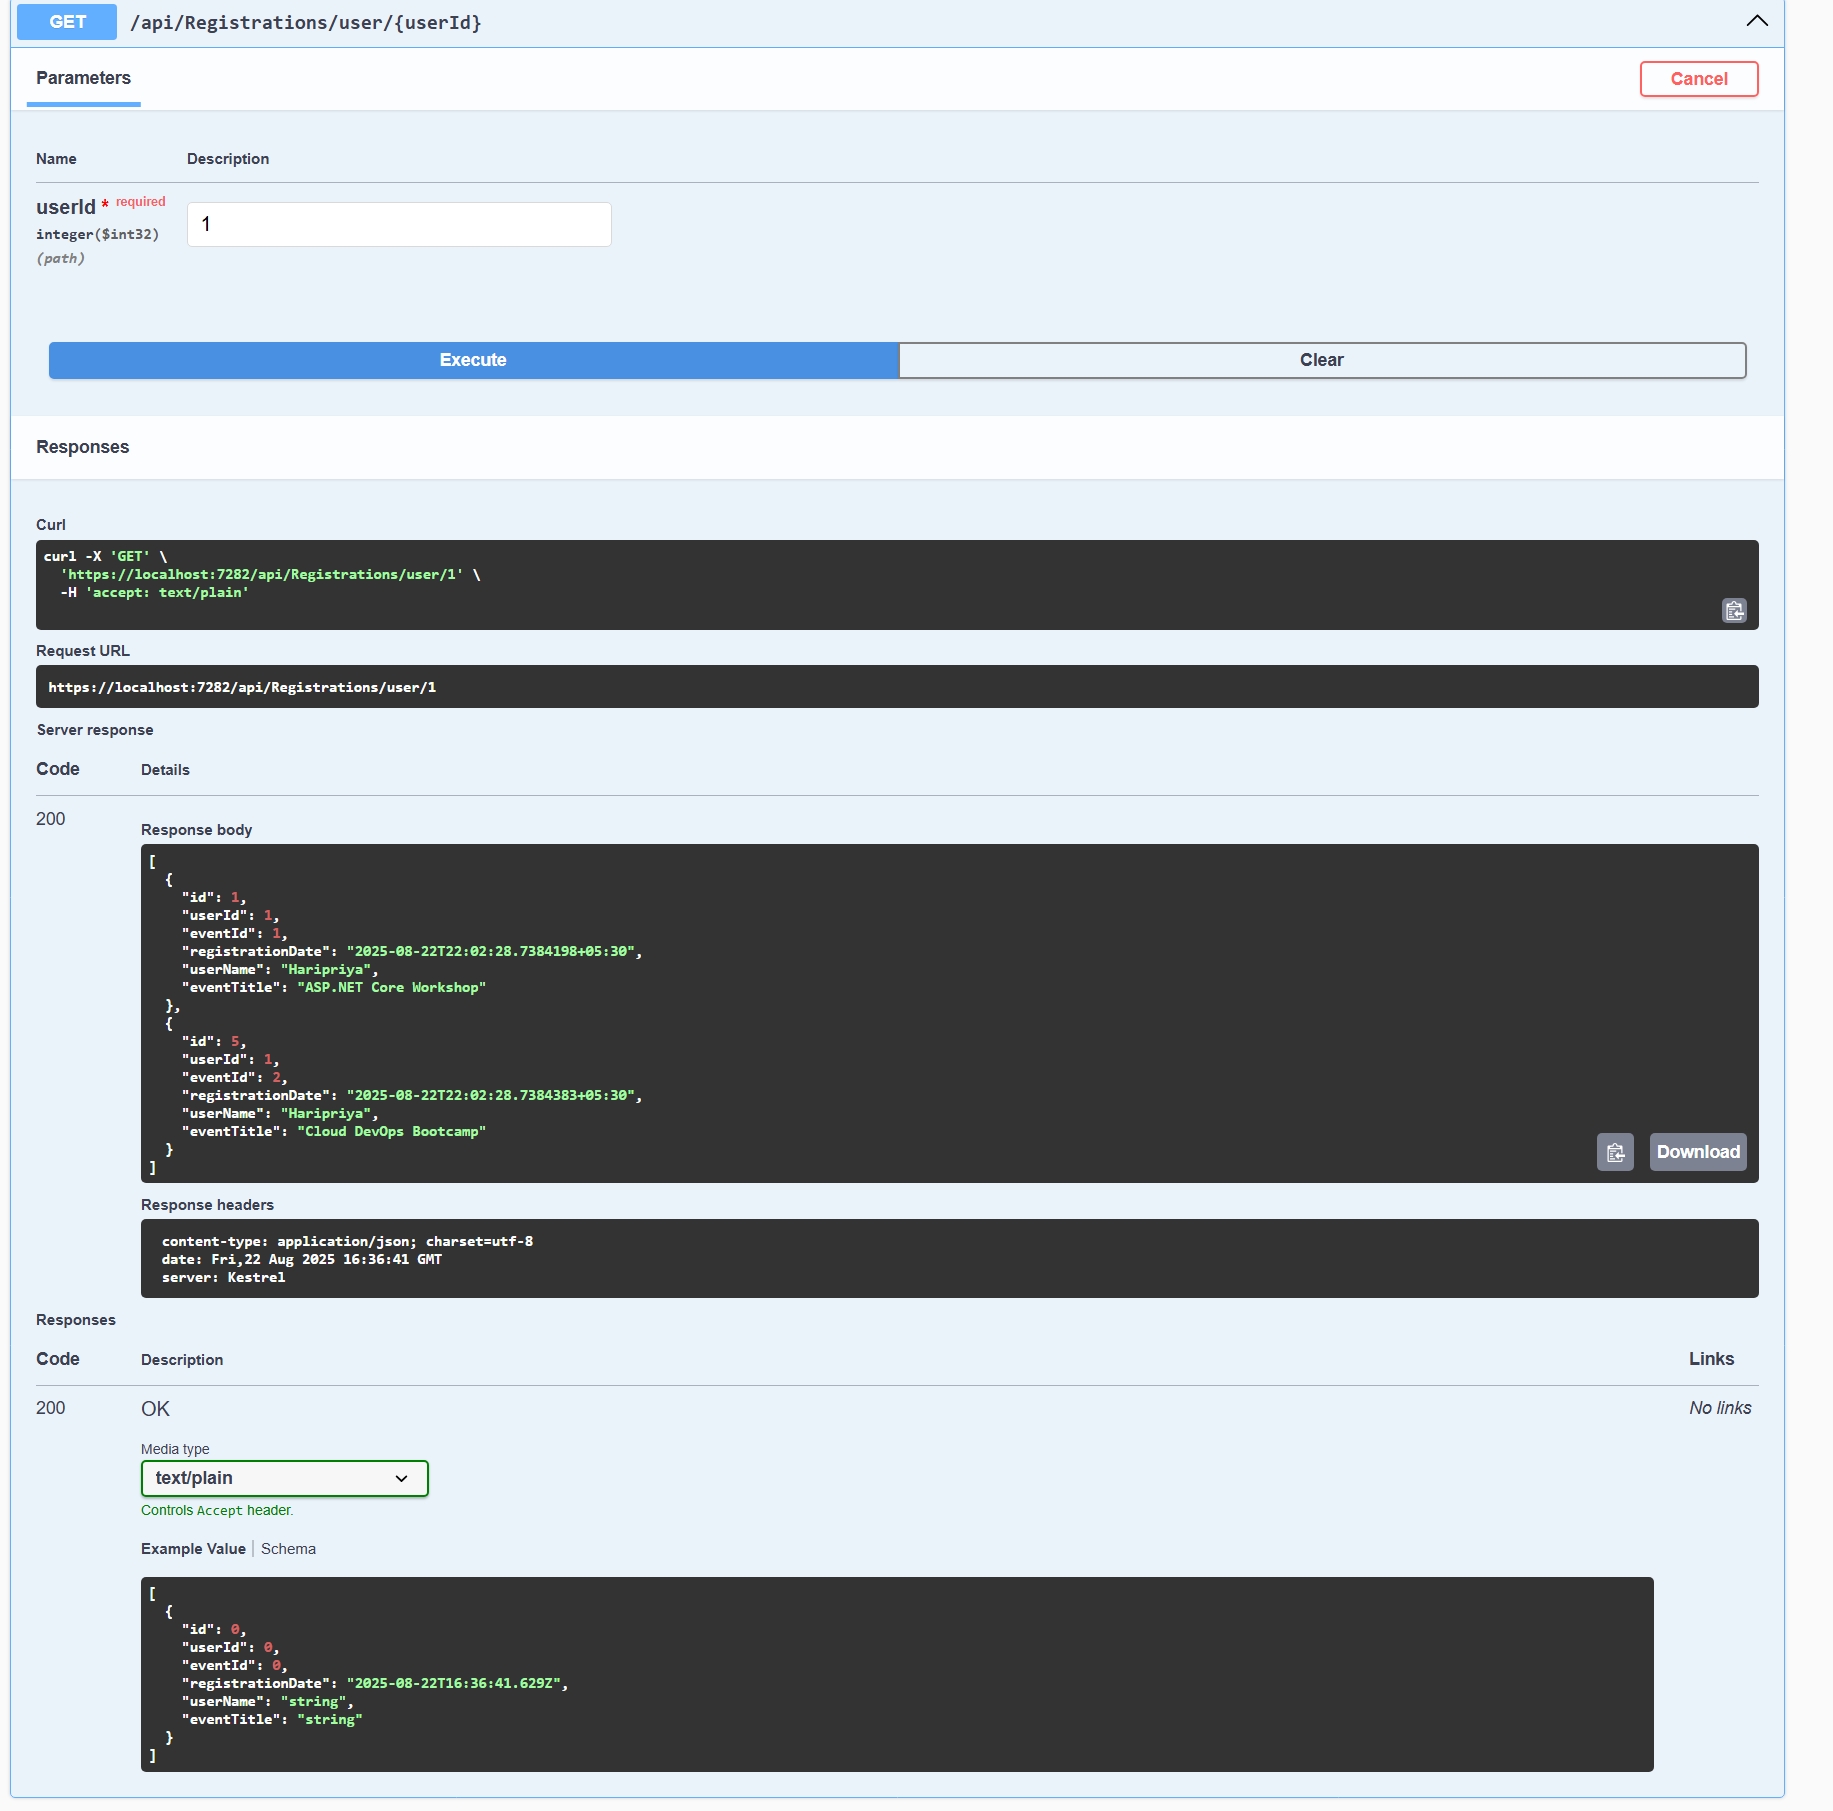 GET /api/Registrations/user/{userId}
Parameters
Cancel
Name Description
userId * required
integer($int32)
(path)
1
Execute Clear
Responses
Curl
curl -X 'GET' \
  'https://localhost:7282/api/Registrations/user/1' \
  -H 'accept: text/plain'
Request URL
https://localhost:7282/api/Registrations/user/1
Server response
Code Details
200
Response body
[
  {
    "id": 1,
    "userId": 1,
    "eventId": 1,
    "registrationDate": "2025-08-22T22:02:28.7384198+05:30",
    "userName": "Haripriya",
    "eventTitle": "ASP.NET Core Workshop"
  },
  {
    "id": 5,
    "userId": 1,
    "eventId": 2,
    "registrationDate": "2025-08-22T22:02:28.7384383+05:30",
    "userName": "Haripriya",
    "eventTitle": "Cloud DevOps Bootcamp"
  }
]
Download
Response headers
content-type: application/json; charset=utf-8
date: Fri,22 Aug 2025 16:36:41 GMT
server: Kestrel
Responses
Code Description Links
200 OK No links
Media type
text/plain
Controls Accept header.
Example Value Schema
[
  {
    "id": 0,
    "userId": 0,
    "eventId": 0,
    "registrationDate": "2025-08-22T16:36:41.629Z",
    "userName": "string",
    "eventTitle": "string"
  }
]